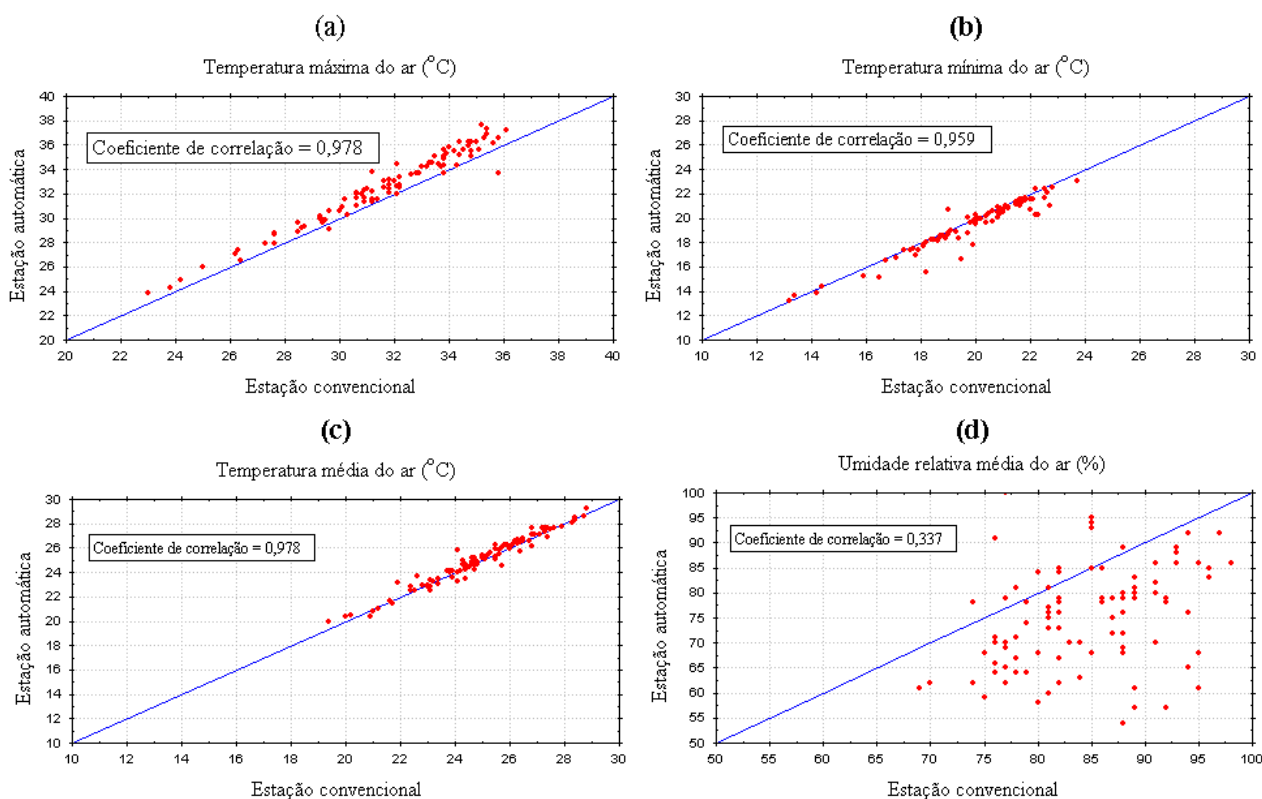 (a)
Temperatura máxima do ar (°C)
Coeficiente de correlação = 0,978
Estação automática
40
38
36
34
32
30
28
26
24
22
20
20 22 24 26 28 30 32 34 36 38 40
Estação convencional
(b)
Temperatura mínima do ar (°C)
Coeficiente de correlação = 0,959
Estação automática
30
28
26
24
22
20
18
16
14
12
10
10 12 14 16 18 20 22 24 26 28 30
Estação convencional
(c)
Temperatura média do ar (°C)
Coeficiente de correlação = 0,978
Estação automática
30
28
26
24
22
20
18
16
14
12
10
10 12 14 16 18 20 22 24 26 28 30
Estação convencional
(d)
Umidade relativa média do ar (%)
Coeficiente de correlação = 0,337
Estação automática
100
95
90
85
80
75
70
65
60
55
50
50 55 60 65 70 75 80 85 90 95 100
Estação convencional